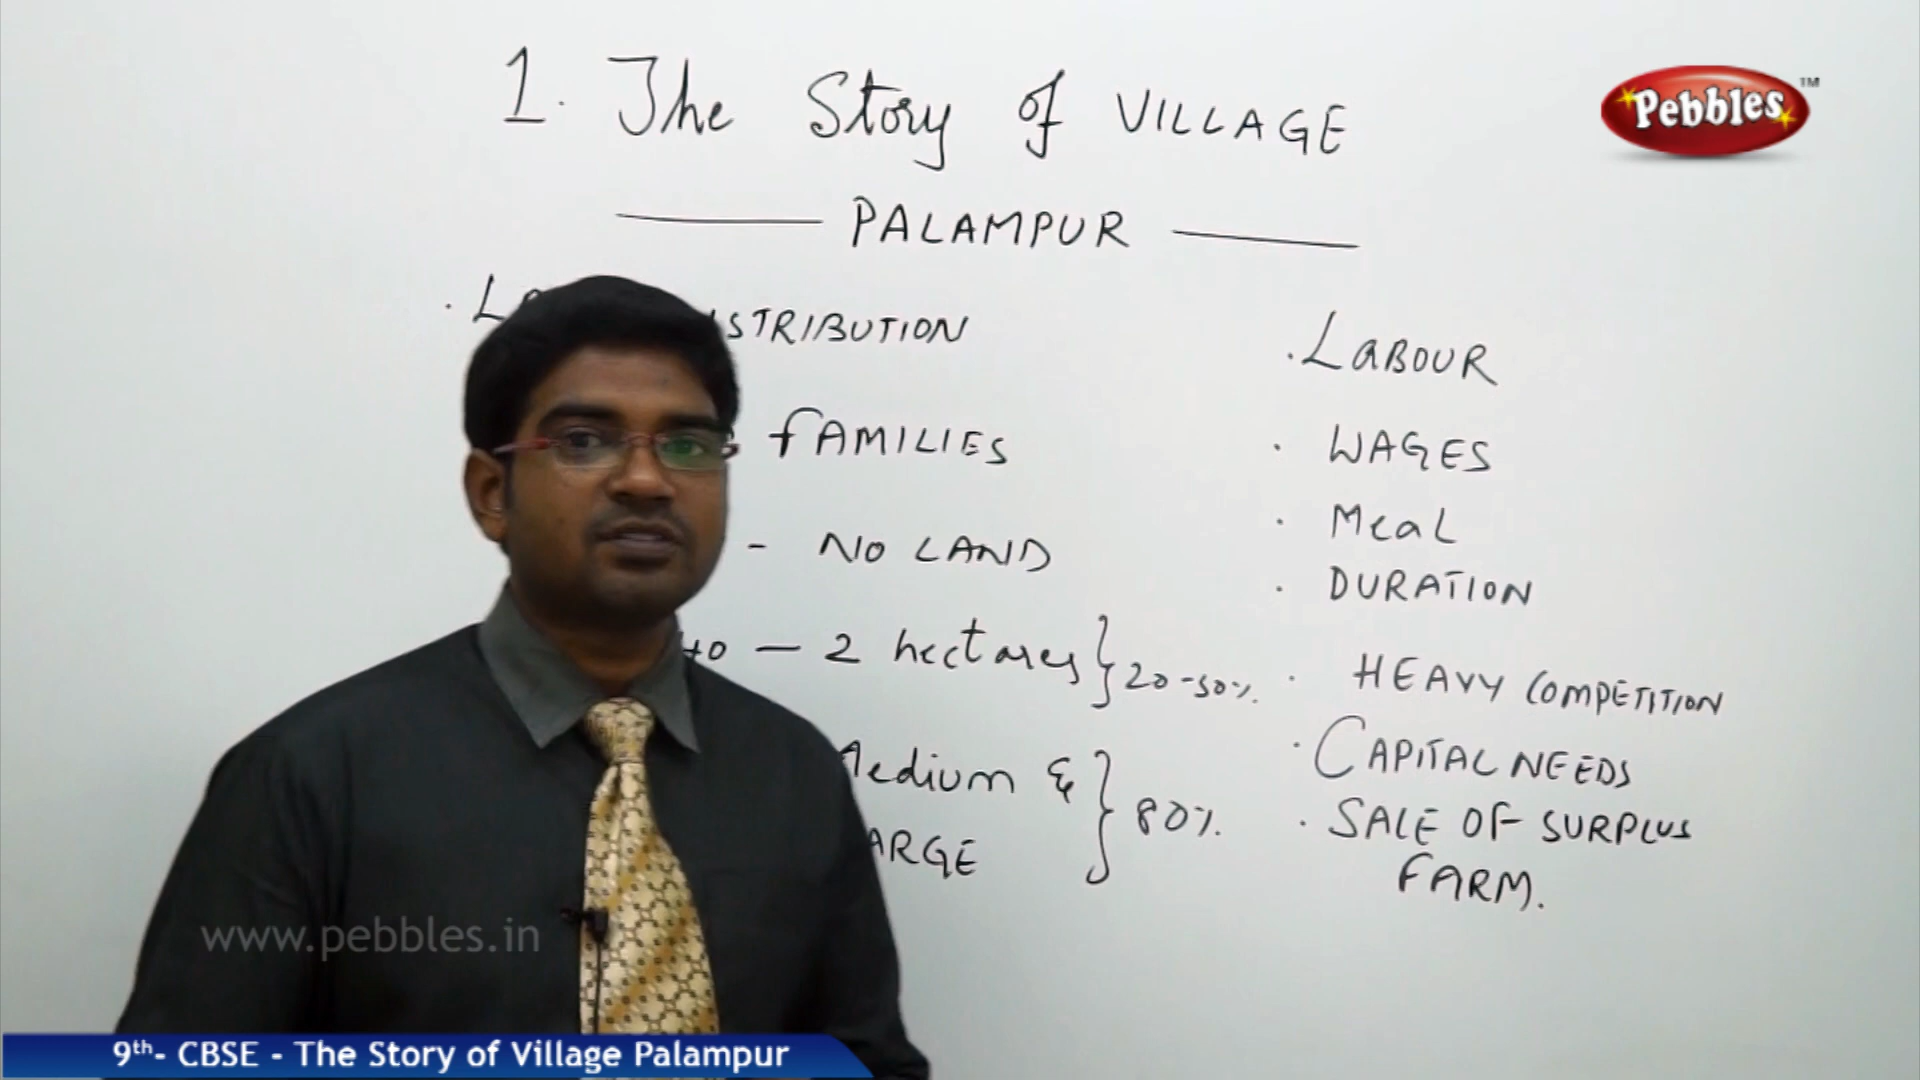 1. The Story of VILLAGE
PALAMPUR
Pebbles™
STRIBUTION
FAMILIES
- NO LAND
40 — 2 hectares } 20-50%.
Medium & } 80%.
ARGE
. LABOUR
. WAGES
. Meal
. DURATION
. HEAVY COMPETITION
. CAPITAL NEEDS
. SALE OF SURPLUS
FARM.
www.pebbles.in
9th- CBSE - The Story of Village Palampur